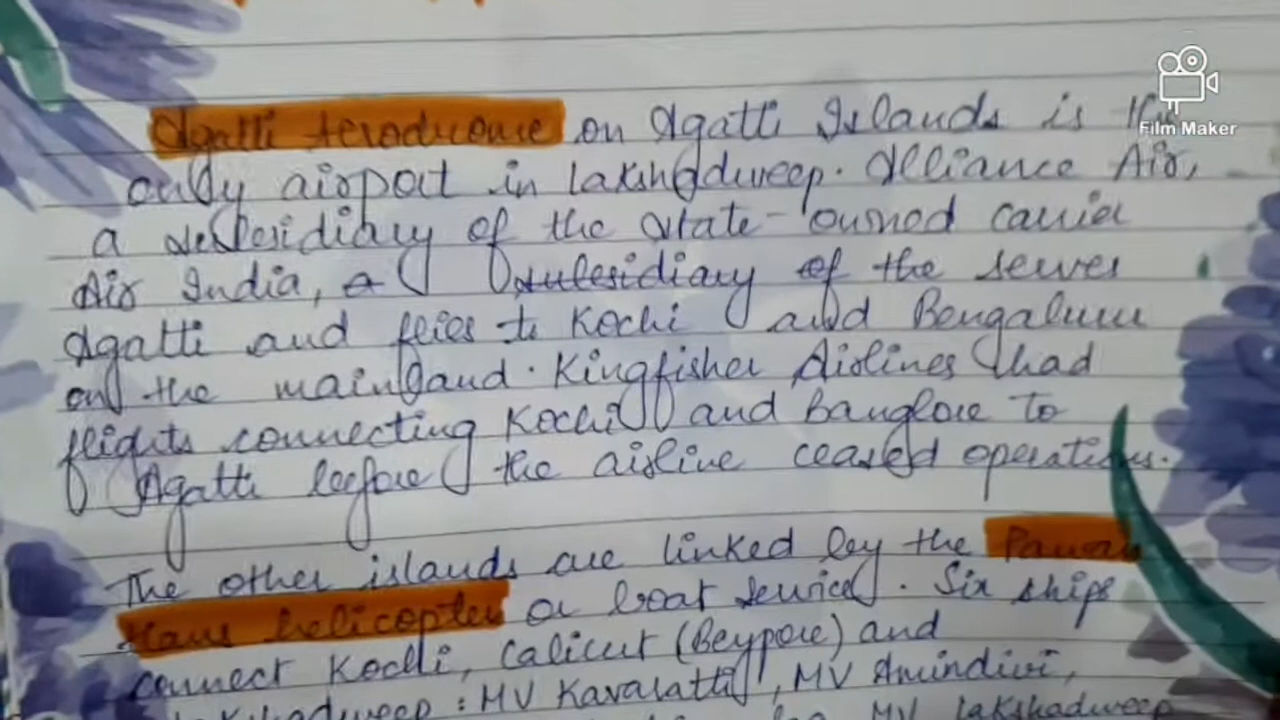 Film Maker
Agatti Aerodrome on Agatti Islands is the
only airport in Lakshadweep. Alliance Air,
a subsidiary of the state-owned carrier
Air India, a subsidiary of the serves
Agatti and flies to Kochi and Bengaluru
on the mainland. Kingfisher Airlines had
flights connecting Kochi and Banglore to
Agatti before the airline ceased operations.
The other islands are linked by the Pawan
Hans helicopter or boat service. Six ships
connect Kochi, Calicut (Beypore) and
Lakshadweep : MV Kavaratti, MV Amindivi,
MV Lakshadweep